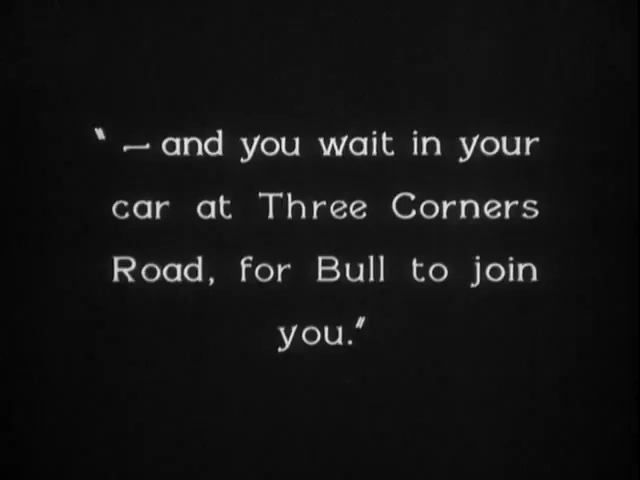 " — and you wait in your
car at Three Corners
Road, for Bull to join
you."